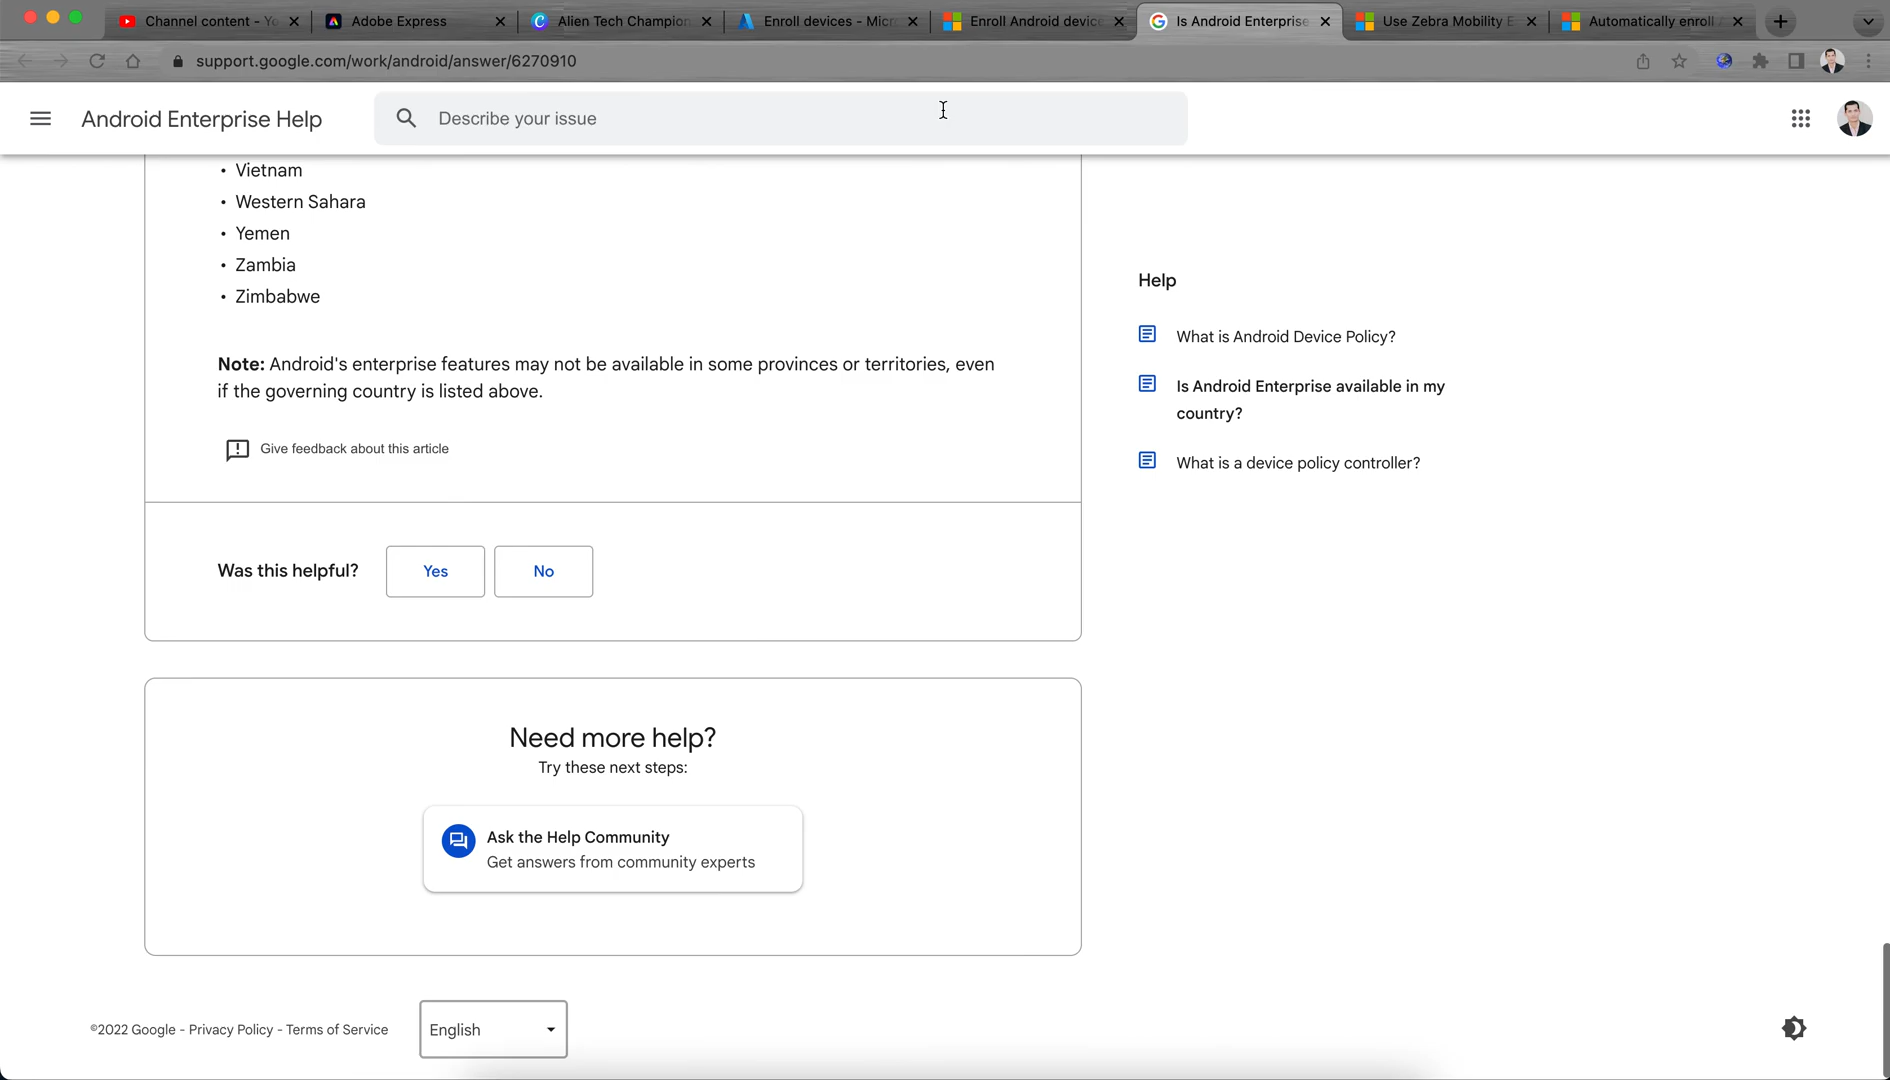 Channel content - Yo
Adobe Express
Alien Tech Champion
Enroll devices - Micr
Enroll Android device
Is Android Enterprise
Use Zebra Mobility E
Automatically enroll
support.google.com/work/android/answer/6270910
Android Enterprise Help
Describe your issue
• Vietnam
• Western Sahara
• Yemen
• Zambia
• Zimbabwe
Note: Android's enterprise features may not be available in some provinces or territories, even
if the governing country is listed above.
Give feedback about this article
Was this helpful?
Yes
No
Help
What is Android Device Policy?
Is Android Enterprise available in my
country?
What is a device policy controller?
Need more help?
Try these next steps:
Ask the Help Community
Get answers from community experts
©2022 Google - Privacy Policy - Terms of Service
English